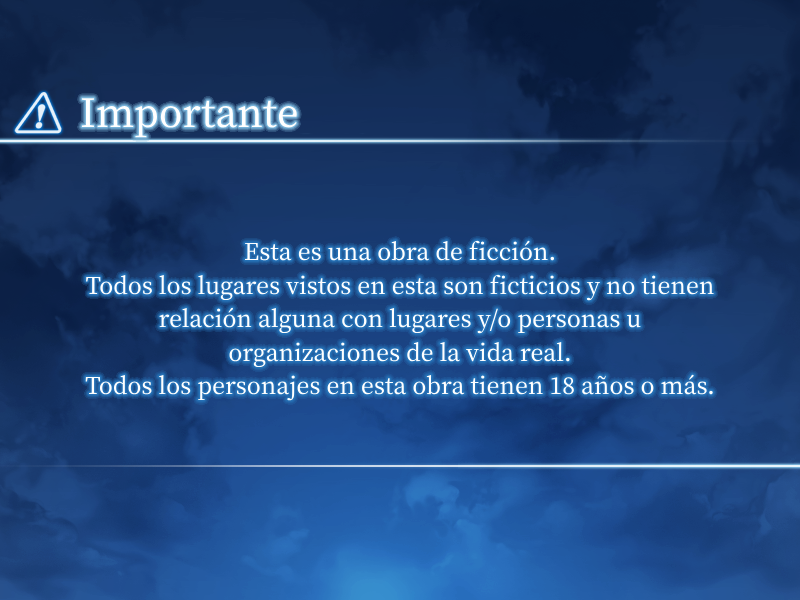 Importante
Esta es una obra de ficción.
Todos los lugares vistos en esta son ficticios y no tienen
relación alguna con lugares y/o personas u
organizaciones de la vida real.
Todos los personajes en esta obra tienen 18 años o más.